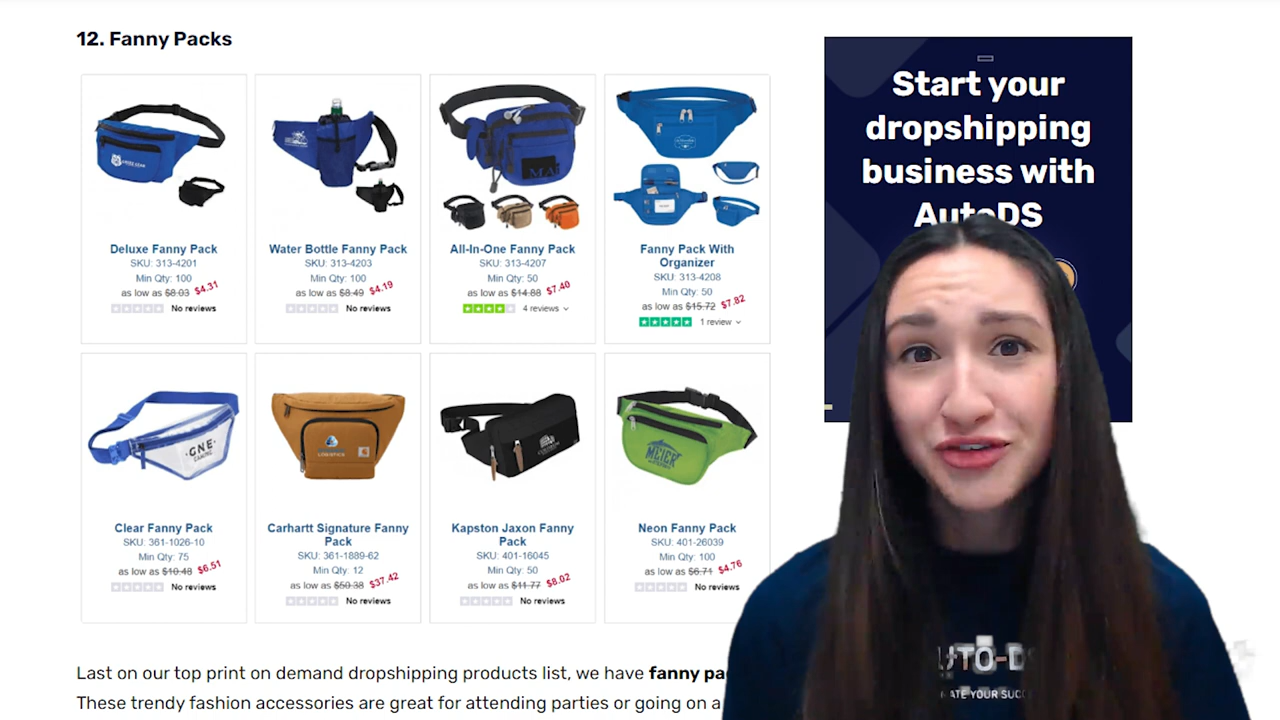 12. Fanny Packs
Start your
dropshipping
business with
AutoDS
Deluxe Fanny Pack
SKU: 313-4201
Min Qty: 100
as low as $8.03 $4.31
No reviews
Water Bottle Fanny Pack
SKU: 313-4203
Min Qty: 100
as low as $8.49 $4.19
No reviews
All-In-One Fanny Pack
SKU: 313-4207
Min Qty: 50
as low as $14.88 $7.40
4 reviews
Fanny Pack With
Organizer
SKU: 313-4208
Min Qty: 50
as low as $15.72 $7.82
1 review
GNE
GAMING
Clear Fanny Pack
SKU: 361-1026-10
Min Qty: 75
as low as $10.48 $6.51
No reviews
LOGISTICS
Carhartt Signature Fanny
Pack
SKU: 361-1889-62
Min Qty: 12
as low as $50.38 $37.42
No reviews
Kapston Jaxon Fanny
Pack
SKU: 401-16045
Min Qty: 50
as low as $11.77 $8.02
No reviews
MEIER
Neon Fanny Pack
SKU: 401-26039
Min Qty: 100
as low as $6.71 $4.76
No reviews
Last on our top print on demand dropshipping products list, we have fanny
These trendy fashion accessories are great for attending parties or going on a
UTO-D
ATE YOUR SUCC